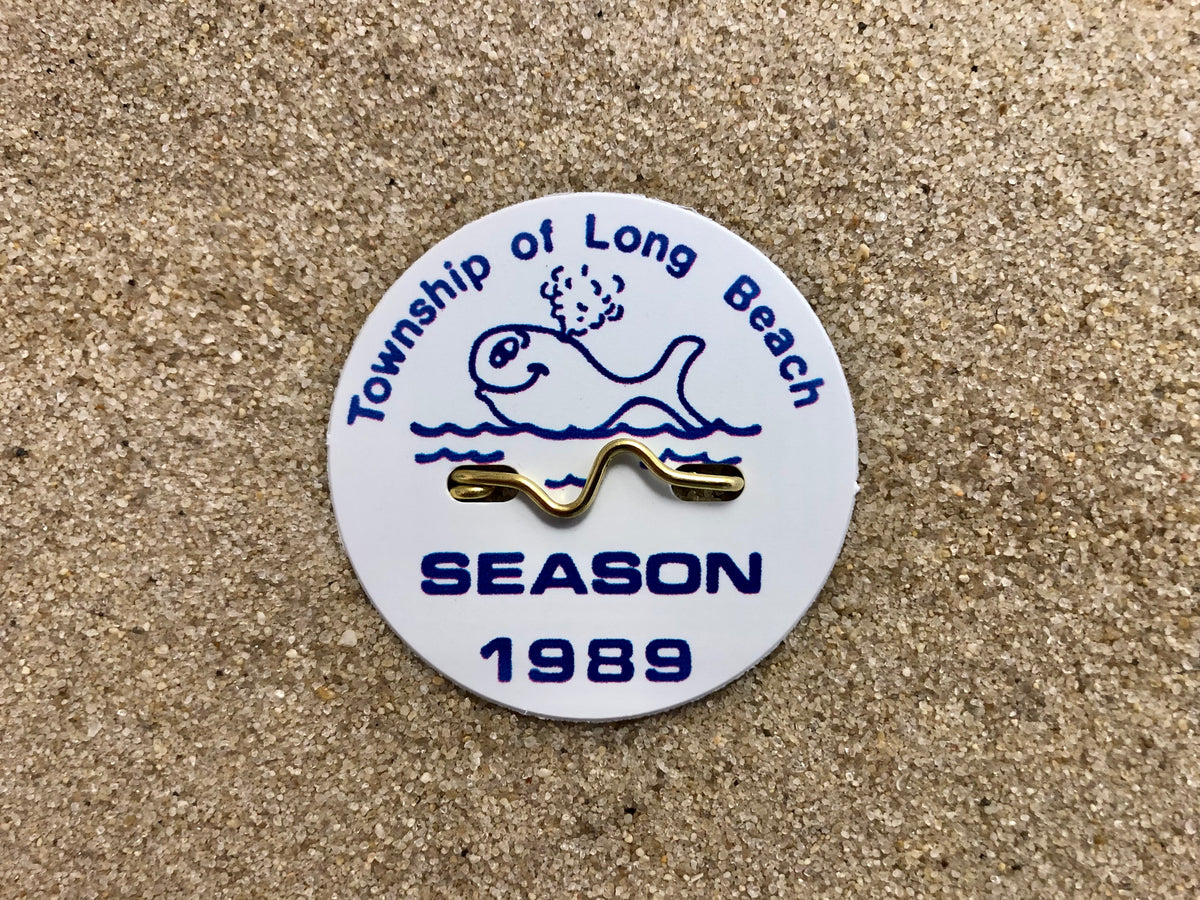 Township of Long Beach
SEASON
1989